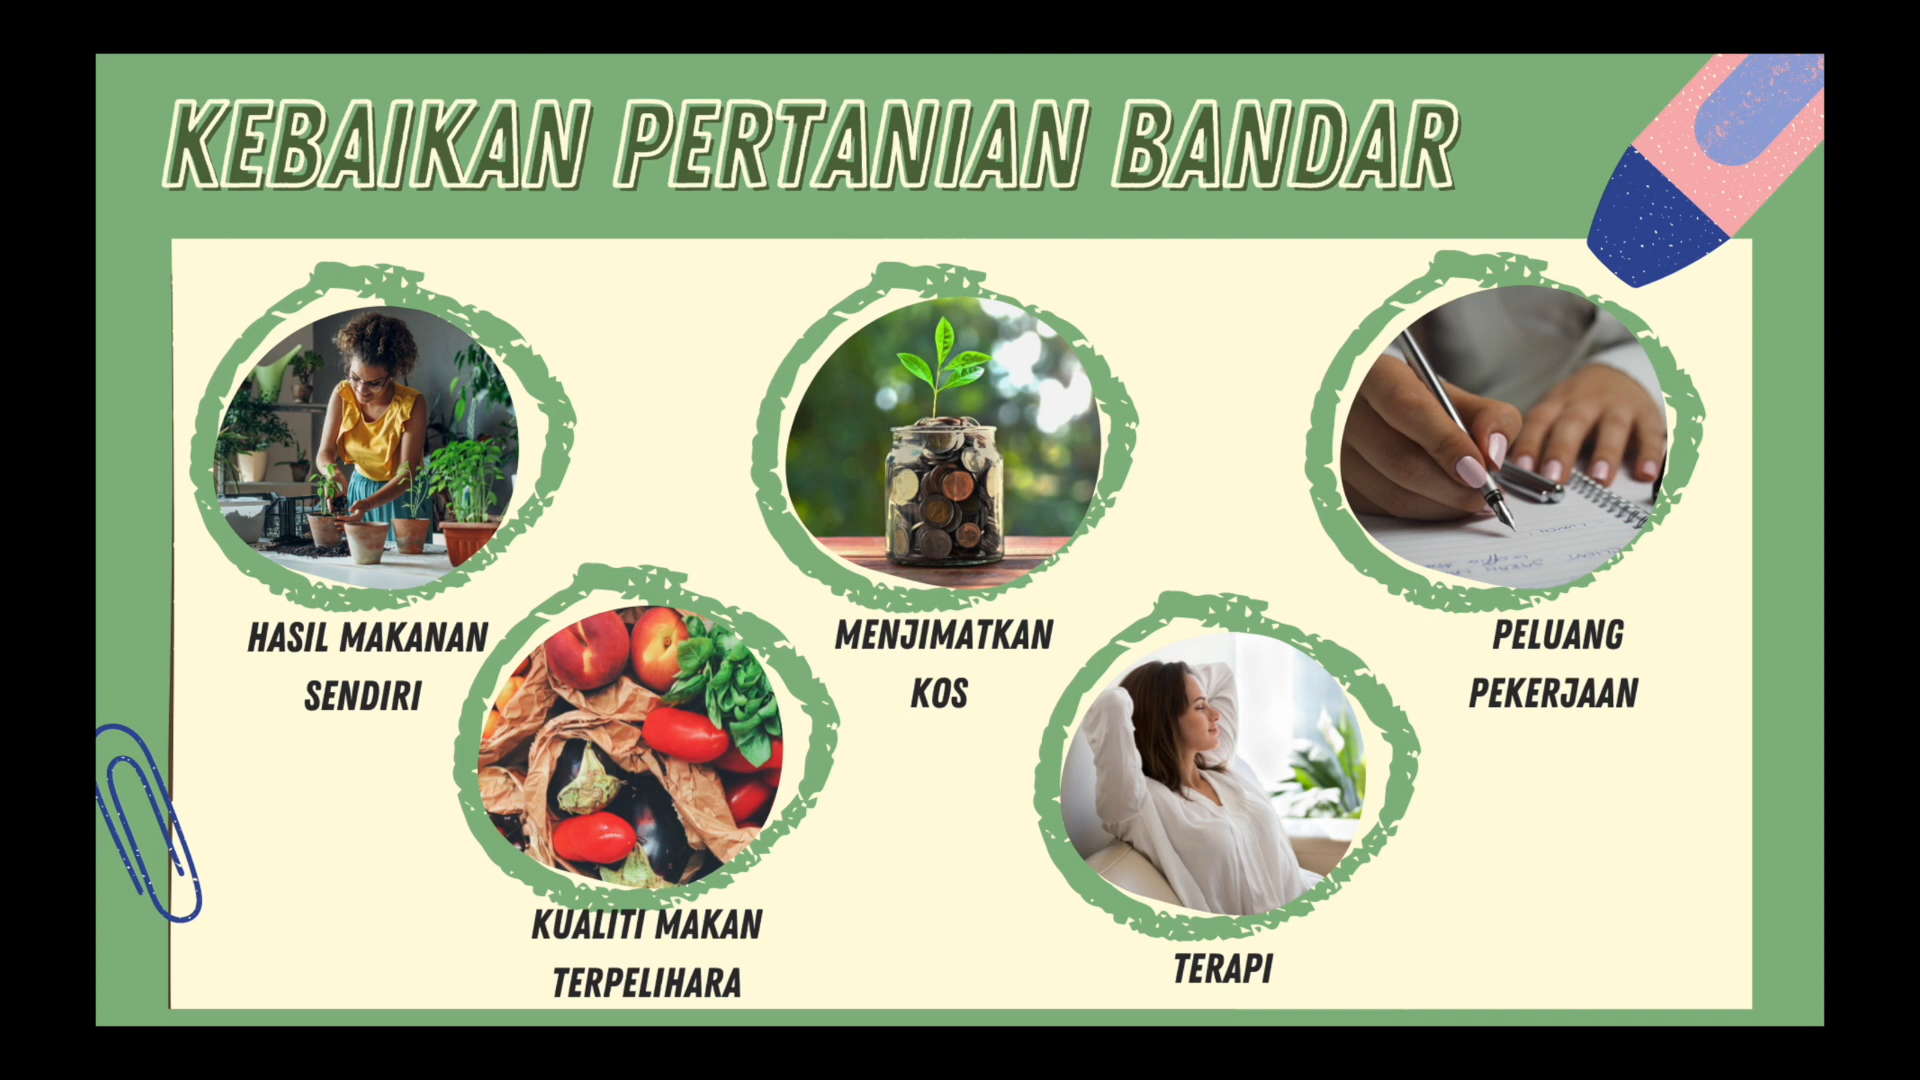 KEBAIKAN PERTANIAN BANDAR
HASIL MAKANAN
SENDIRI
KUALITI MAKAN
TERPELIHARA
MENJIMATKAN
KOS
TERAPI
PELUANG
PEKERJAAN